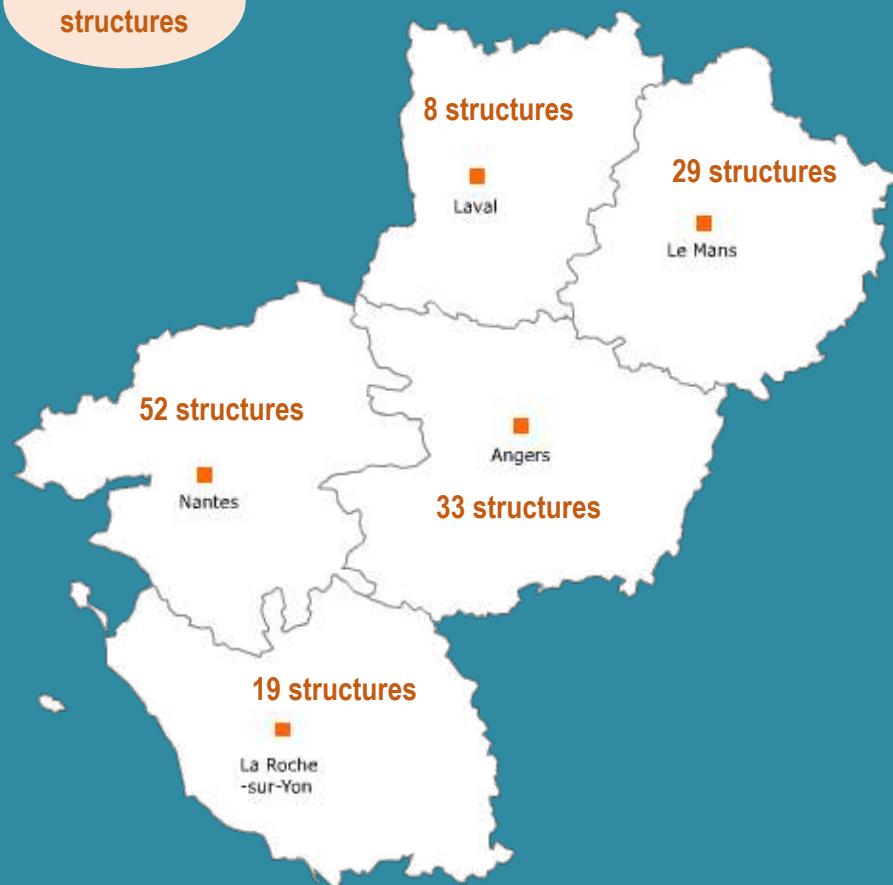 structures
8 structures
Laval
29 structures
Le Mans
52 structures
Nantes
Angers
33 structures
19 structures
La Roche
-sur-Yon